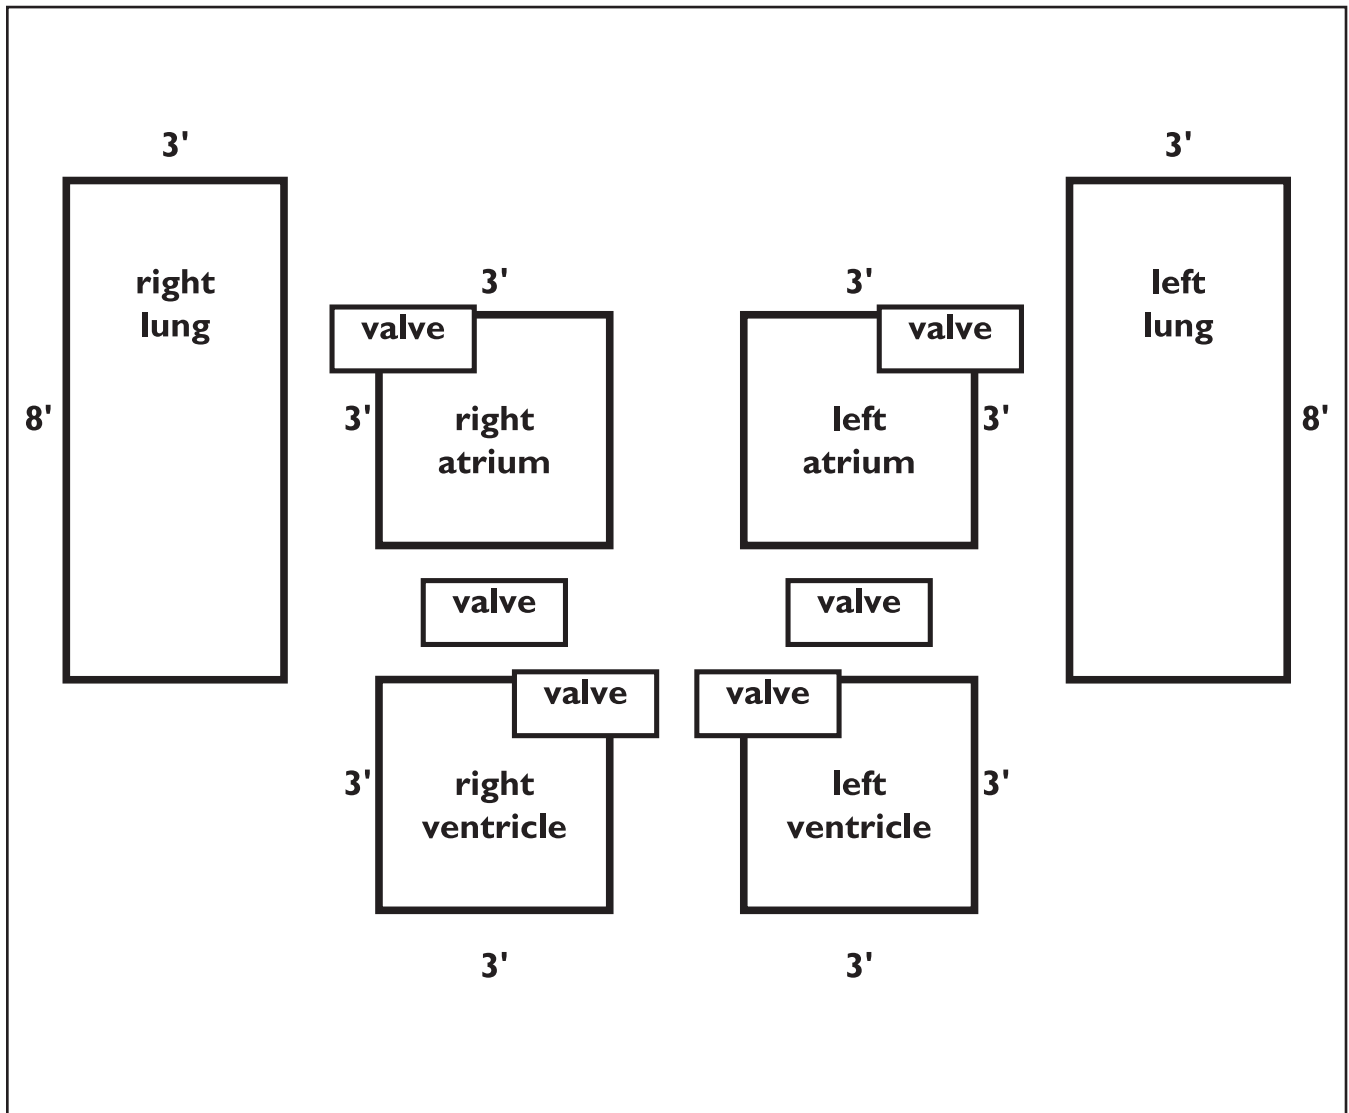 3'
3'
right
lung
left
lung
3'
3'
valve
valve
8'
3'
right
atrium
left
atrium
3'
8'
valve
valve
valve
valve
3'
right
ventricle
left
ventricle
3'
3'
3'